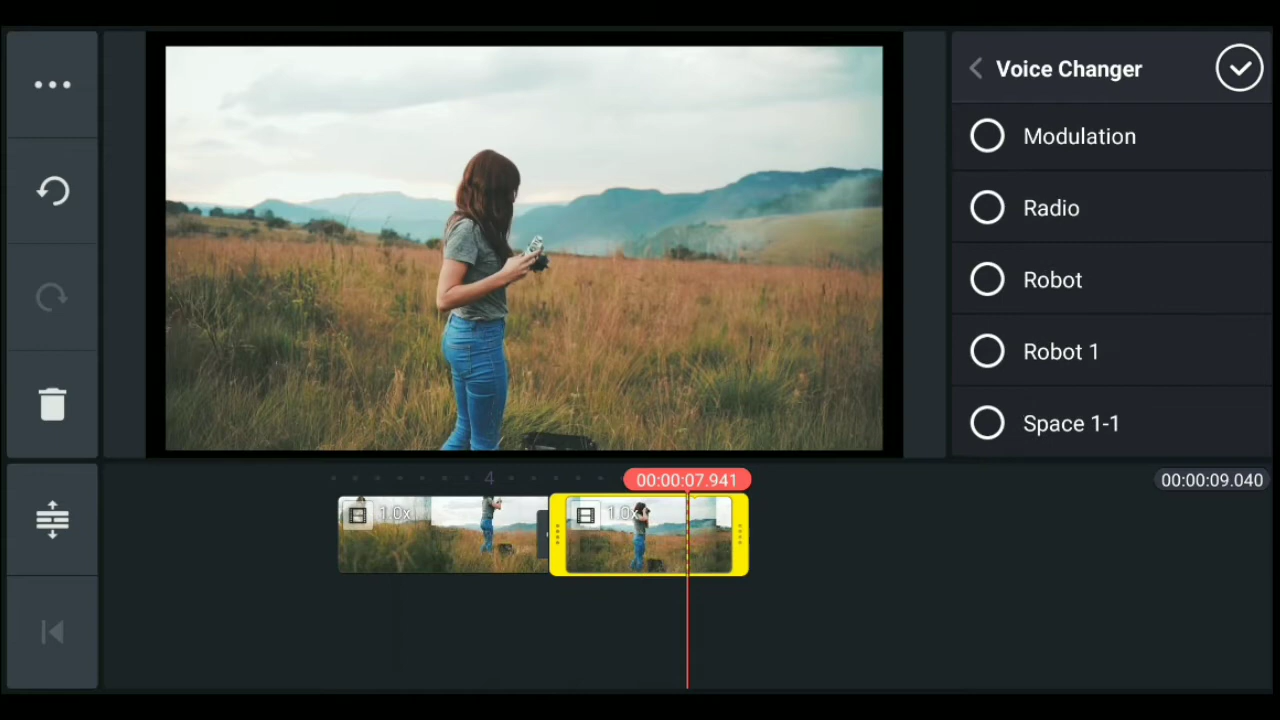 Voice Changer
Modulation
Radio
Robot
Robot 1
Space 1-1
4
00:00:07.941
00:00:09.040
1.0x
1.0x